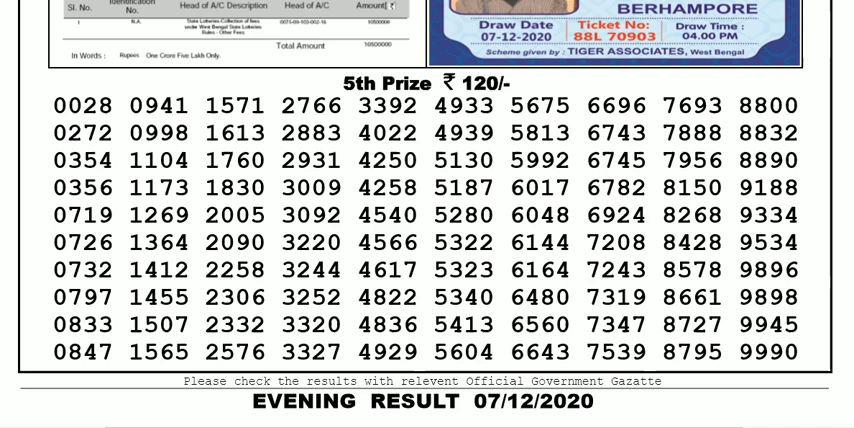 Sl. No.
Identification
No.
Head of A/C Description
Head of A/C
Amount[₹]
1
N.A.
State Lotteries-Collection of fees
under West Bengal State Lotteries
Rules - Other Fees
0075-00-103-002-16
10500000
Total Amount
10500000
In Words : Rupees One Crore Five Lakh Only.
BERHAMPORE
Draw Date
07-12-2020
Ticket No:
88L 70903
Draw Time :
04.00 PM
Scheme given by : TIGER ASSOCIATES, West Bengal
5th Prize ₹ 120/-
0028 0941 1571 2766 3392 4933 5675 6696 7693 8800
0272 0998 1613 2883 4022 4939 5813 6743 7888 8832
0354 1104 1760 2931 4250 5130 5992 6745 7956 8890
0356 1173 1830 3009 4258 5187 6017 6782 8150 9188
0719 1269 2005 3092 4540 5280 6048 6924 8268 9334
0726 1364 2090 3220 4566 5322 6144 7208 8428 9534
0732 1412 2258 3244 4617 5323 6164 7243 8578 9896
0797 1455 2306 3252 4822 5340 6480 7319 8661 9898
0833 1507 2332 3320 4836 5413 6560 7347 8727 9945
0847 1565 2576 3327 4929 5604 6643 7539 8795 9990
Please check the results with relevent Official Government Gazatte
EVENING RESULT 07/12/2020